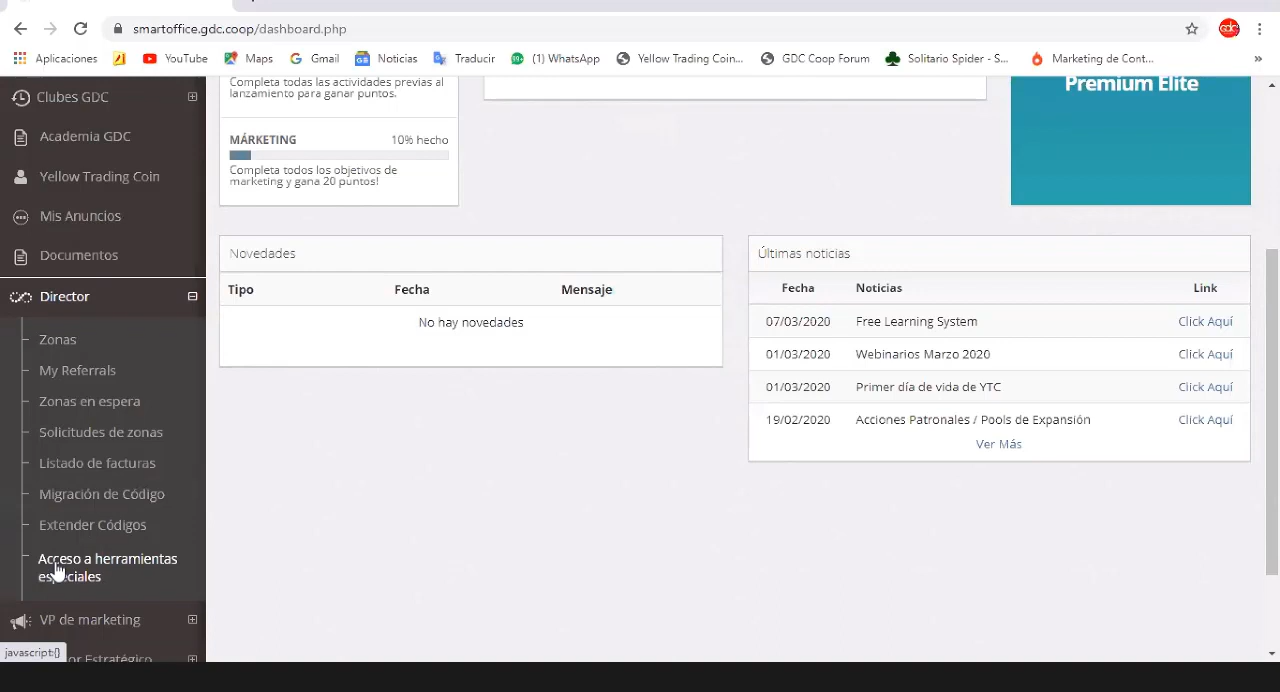 smartoffice.gdc.coop/dashboard.php
gdc
Aplicaciones YouTube Maps Gmail Noticias Traducir (1) WhatsApp Yellow Trading Coin... GDC Coop Forum Solitario Spider - S... Marketing de Cont... »
Clubes GDC
Academia GDC
Yellow Trading Coin
Mis Anuncios
Documentos
Director
Zonas
My Referrals
Zonas en espera
Solicitudes de zonas
Listado de facturas
Migración de Código
Extender Códigos
Acceso a herramientas
especiales
VP de marketing
or Estratégico
javascript:{}
Completa todas las actividades previas al
lanzamiento para ganar puntos.
MÁRKETING 10% hecho
Completa todos los objetivos de
marketing y gana 20 puntos!
Premium Elite
Novedades
Tipo Fecha Mensaje
No hay novedades
Últimas noticias
Fecha Noticias Link
07/03/2020 Free Learning System Click Aquí
01/03/2020 Webinarios Marzo 2020 Click Aquí
01/03/2020 Primer día de vida de YTC Click Aquí
19/02/2020 Acciones Patronales / Pools de Expansión Click Aquí
Ver Más